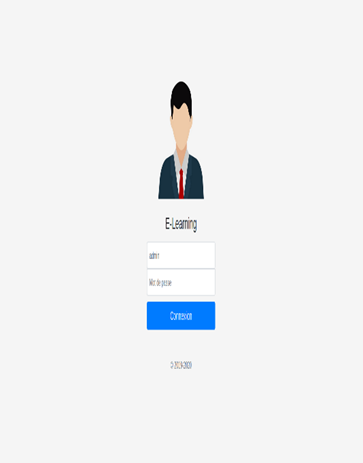 E-Learning
admin
Mot de passe
Connexion
© 2019-2020